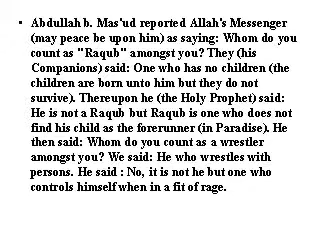 • Abdullah b. Mas'ud reported Allah's Messenger
(may peace be upon him) as saying: Whom do you
count as "Raqub" amongst you? They (his
Companions) said: One who has no children (the
children are born unto him but they do not
survive). Thereupon he (the Holy Prophet) said:
He is not a Raqub but Raqub is one who does not
find his child as the forerunner (in Paradise). He
then said: Whom do you count as a wrestler
amongst you? We said: He who wrestles with
persons. He said : No, it is not he but one who
controls himself when in a fit of rage.